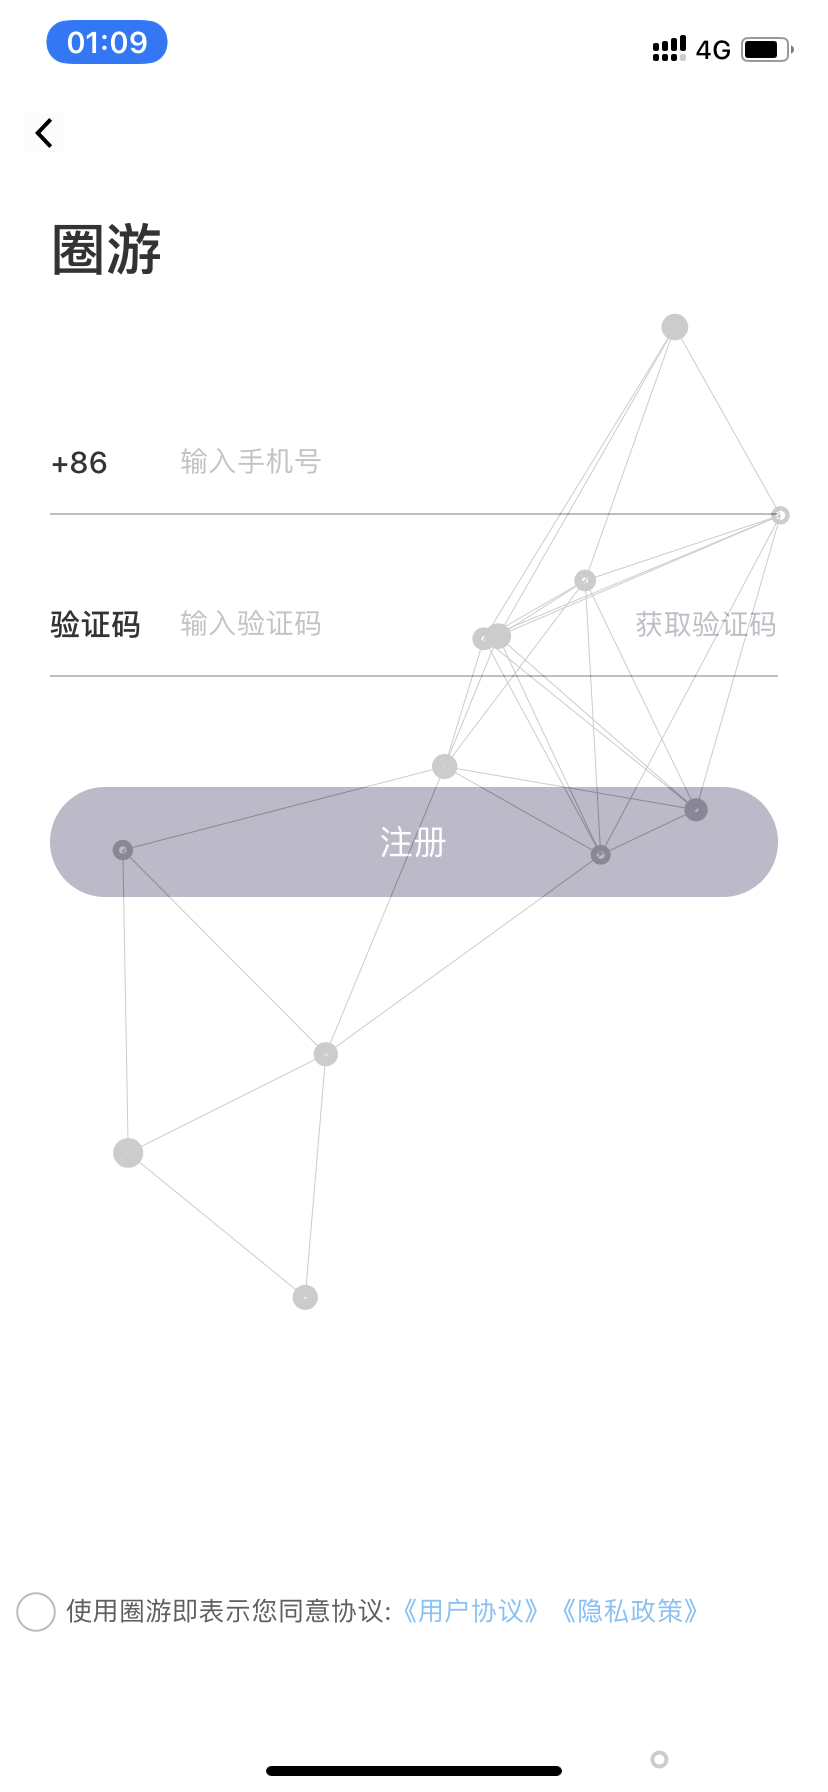 01:09
4G
圈游
+86 输入手机号
验证码 输入验证码 获取验证码
注册
使用圈游即表示您同意协议:《用户协议》《隐私政策》